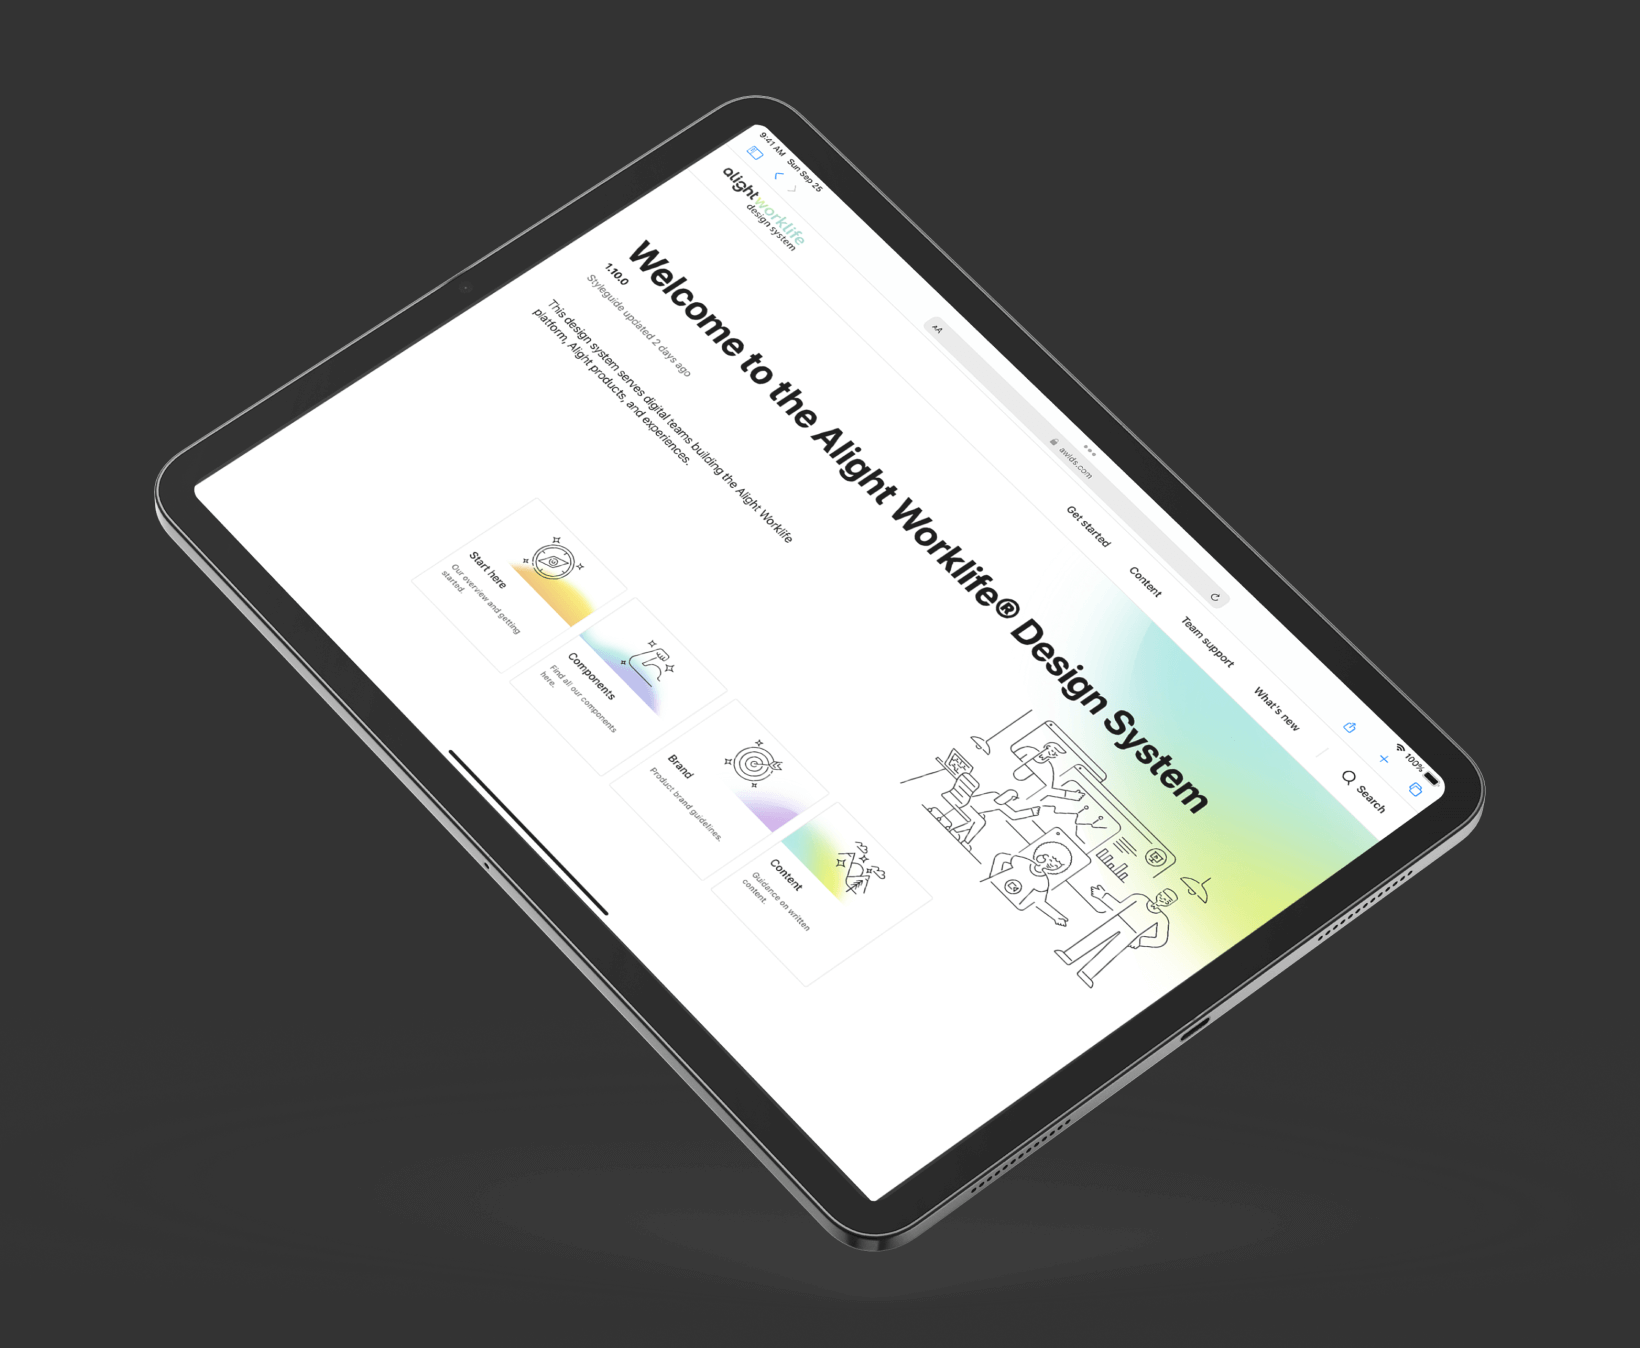 9:41 AM Sun Sep 25
100%
AA
awids.com
alightworklife
design system
Get started
Content
Team support
What's new
Search
Welcome to the Alight Worklife® Design System
1.10.0
Styleguide updated 2 days ago
This design system serves digital teams building the Alight Worklife
platform, Alight products, and experiences.
Start here
Our overview and getting
started.
Components
Find all our components
here.
Brand
Product brand guidelines.
Content
Guidance on written
content.